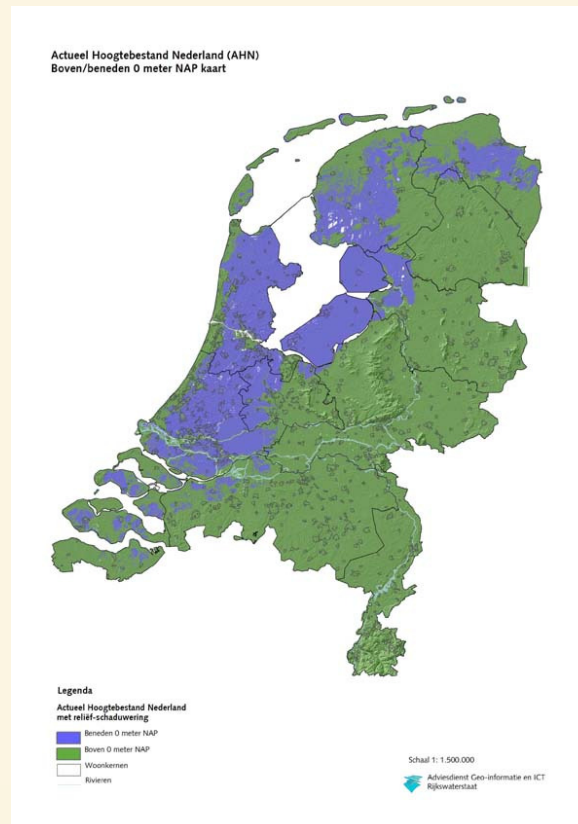 Actueel Hoogtebestand Nederland (AHN)
Boven/beneden 0 meter NAP kaart
Legenda
Actueel Hoogtebestand Nederland
met reliëf-schaduwering
Beneden 0 meter NAP
Boven 0 meter NAP
Woonkernen
Rivieren
Schaal 1: 1.500.000
Adviesdienst Geo-informatie en ICT
Rijkswaterstaat